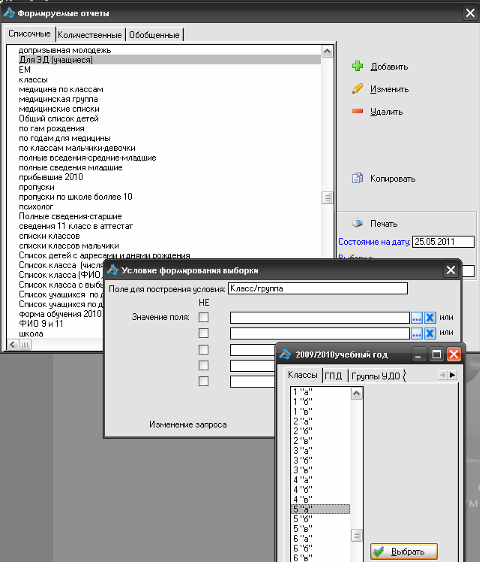 Формируемые отчеты
Списочные
Количественные
Обобщенные
допризывная молодежь
Для ЭД (учащиеся)
ЕМ
классы
медицина по классам
медицинская группа
медицинские списки
Общий список детей
по гам рождения
по годам для медицины
по классам мальчики-девочки
полные вседения-средние-младшие
полные сведения младшие
прибывшие 2010
пропуски
пропуски по школе более 10
психолог
Полные сведения-старшие
сведения 11 класс в аттестат
списки классов
списки классов мальчики
Список детей с адресами и днями рождения
Список класса (числя
Список класса (ФИО,
Список класса с выбы
Список учащихся по д
Список учащихся по д
форма обучения 2010
ФИО 9 и 11
школа
Добавить
Изменить
Удалить
Копировать
Печать
Состояние на дату:
25.05.2011
Условие формирования выборки
Поле для построения условия:
Класс/группа
НЕ
Значение поля:
... или
... или
Изменение запроса
2009/2010учебный год
Классы
ГПД
Группы УДО
1 "а"
1 "б"
1 "в"
2 "а"
2 "б"
2 "в"
3 "а"
3 "б"
3 "в"
4 "а"
4 "б"
4 "в"
5 "а"
5 "б"
5 "в"
6 "а"
6 "б"
6 "в"
Выбрать